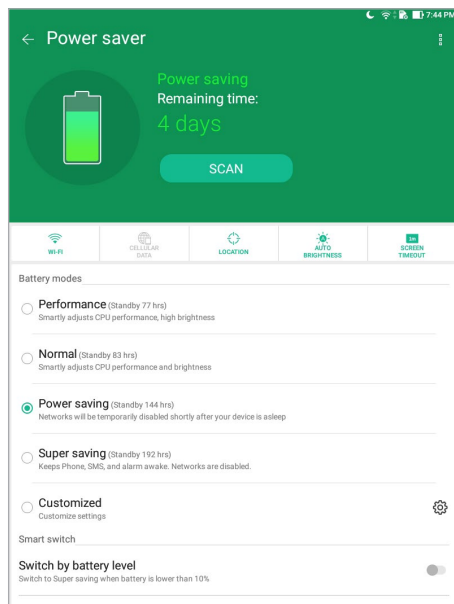 7:44 PM
Power saver
Power saving
Remaining time:
4 days
SCAN
WI-FI
CELLULAR
DATA
LOCATION
AUTO
BRIGHTNESS
1m
SCREEN
TIMEOUT
Battery modes
Performance (Standby 77 hrs)
Smartly adjusts CPU performance, high brightness
Normal (Standby 83 hrs)
Smartly adjusts CPU performance and brightness
Power saving (Standby 144 hrs)
Networks will be temporarily disabled shortly after your device is asleep
Super saving (Standby 192 hrs)
Keeps Phone, SMS, and alarm awake. Networks are disabled.
Customized
Customize settings
Smart switch
Switch by battery level
Switch to Super saving when battery is lower than 10%